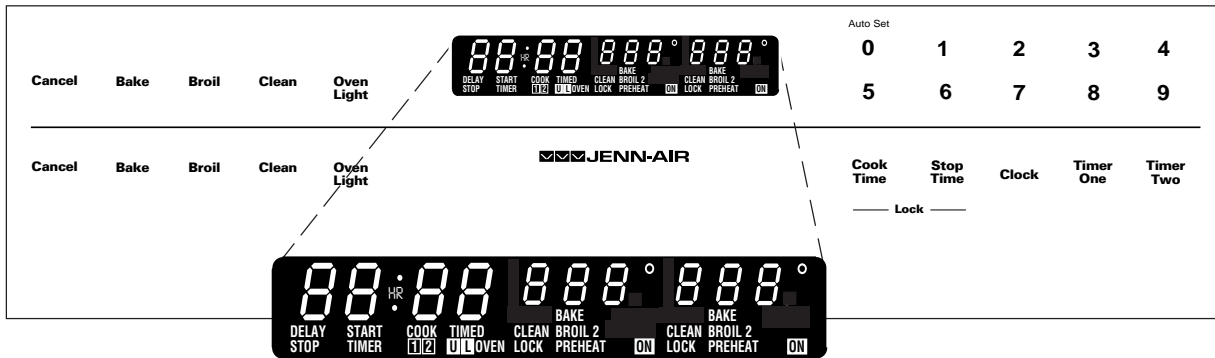 Auto Set
0 1 2 3 4
88:88 HR 888° 888°
BAKE BAKE
DELAY START COOK TIMED CLEAN BROIL 2 CLEAN BROIL 2
STOP TIMER 12 U L OVEN LOCK PREHEAT ON LOCK PREHEAT ON
Cancel Bake Broil Clean Oven Light
5 6 7 8 9
JENN-AIR
Cancel Bake Broil Clean Oven Light
Cook Time Stop Time Clock Timer One Timer Two
Lock
88:88 HR 888° 888°
BAKE BAKE
DELAY START COOK TIMED CLEAN BROIL 2 CLEAN BROIL 2
STOP TIMER 12 U L OVEN LOCK PREHEAT ON LOCK PREHEAT ON